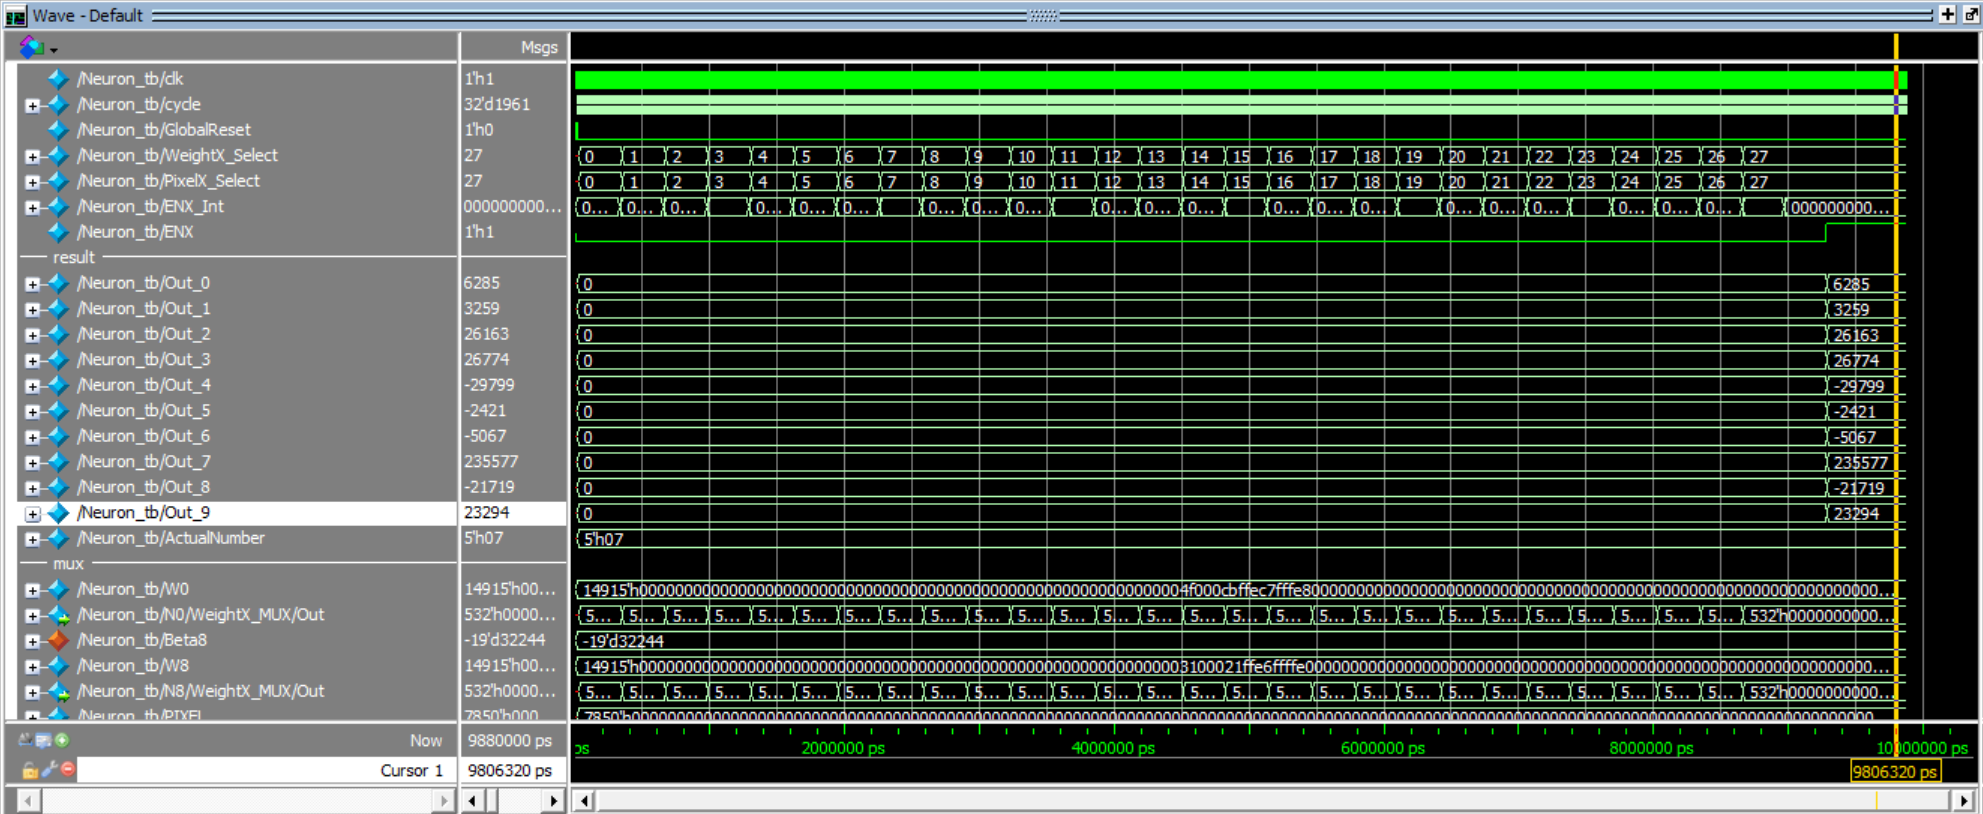 Wave - Default
Msgs
/Neuron_tb/clk 1'h1
/Neuron_tb/cycle 32'd1961
/Neuron_tb/GlobalReset 1'h0
/Neuron_tb/WeightX_Select 27 0 1 2 3 4 5 6 7 8 9 10 11 12 13 14 15 16 17 18 19 20 21 22 23 24 25 26 27
/Neuron_tb/PixelX_Select 27 0 1 2 3 4 5 6 7 8 9 10 11 12 13 14 15 16 17 18 19 20 21 22 23 24 25 26 27
/Neuron_tb/ENX_Int 000000000... 0... 0... 0... 0... 0... 0... 0... 0... 0... 0... 0... 0... 0... 0... 0... 0... 0... 0... 0... 0... 0... 000000000...
/Neuron_tb/ENX 1'h1
result
/Neuron_tb/Out_0 6285 0 6285
/Neuron_tb/Out_1 3259 0 3259
/Neuron_tb/Out_2 26163 0 26163
/Neuron_tb/Out_3 26774 0 26774
/Neuron_tb/Out_4 -29799 0 -29799
/Neuron_tb/Out_5 -2421 0 -2421
/Neuron_tb/Out_6 -5067 0 -5067
/Neuron_tb/Out_7 235577 0 235577
/Neuron_tb/Out_8 -21719 0 -21719
/Neuron_tb/Out_9 23294 0 23294
/Neuron_tb/ActualNumber 5'h07 5'h07
mux
/Neuron_tb/W0 14915'h00...
/Neuron_tb/N0/WeightX_MUX/Out 532'h0000... 5... 5... 5... 5... 5... 5... 5... 5... 5... 5... 5... 5... 5... 5... 5... 5... 5... 5... 5... 5... 5... 5... 5... 5... 5... 5... 5... 532'h0000000000...
/Neuron_tb/Beta8 -19'd32244 -19'd32244
/Neuron_tb/W8 14915'h00...
/Neuron_tb/N8/WeightX_MUX/Out 532'h0000... 5... 5... 5... 5... 5... 5... 5... 5... 5... 5... 5... 5... 5... 5... 5... 5... 5... 5... 5... 5... 5... 5... 5... 5... 5... 5... 5... 532'h0000000000...
/Neuron_tb/PIXEL 7850'h000
Now 9880000 ps ps 2000000 ps 4000000 ps 6000000 ps 8000000 ps 10000000 ps
Cursor 1 9806320 ps 9806320 ps